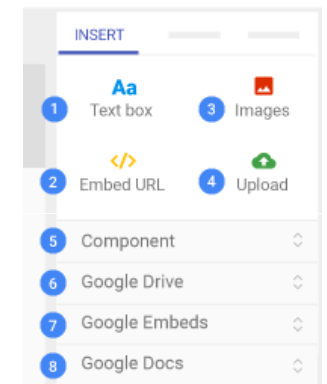 INSERT
Aa
1 Text box
3 Images
</>
2 Embed URL
4 Upload
5 Component
6 Google Drive
7 Google Embeds
8 Google Docs